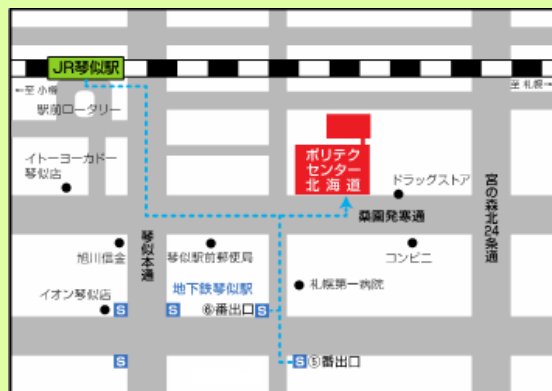 JR琴似駅
←至 小樽
至 札幌→
駅前ロータリー
イトーヨーカドー
琴似店
ポリテク
センター
北海道
ドラッグストア
桑園発寒通
宮の森北24条通
琴似本通
旭川信金
琴似駅前郵便局
コンビニ
地下鉄琴似駅
札幌第一病院
イオン琴似店
S
S
⑥番出口
S
S
S
⑤番出口